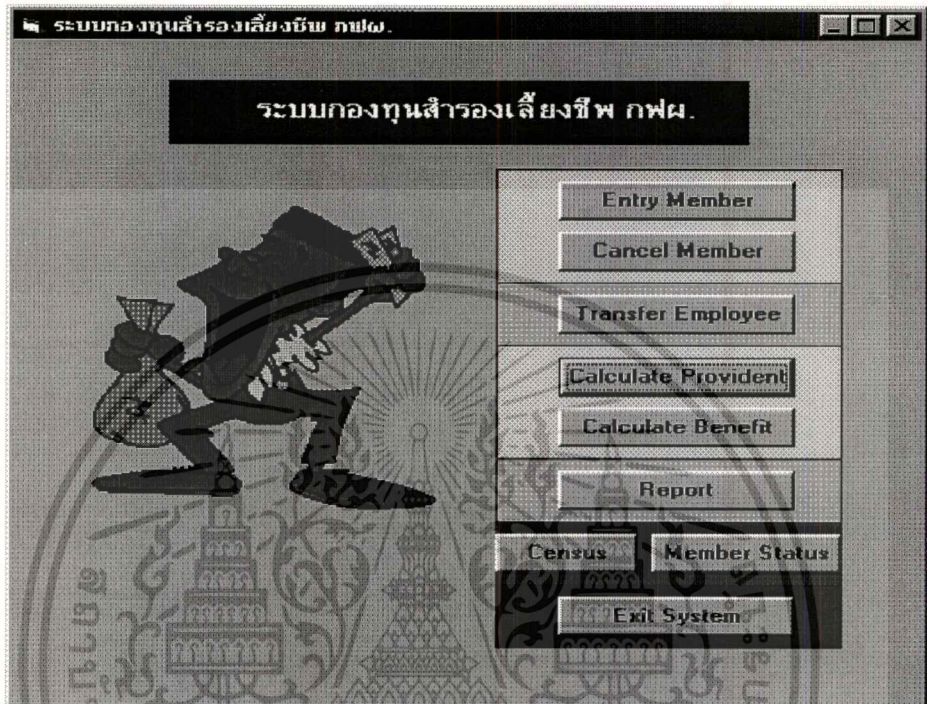 ระบบกองทุนสำรองเลี้ยงชีพ กฟผ.
ระบบกองทุนสำรองเลี้ยงชีพ กฟผ.
Entry Member
Cancel Member
Transfer Employee
Calculate Provident
Calculate Benefit
Report
Census Member Status
Exit System